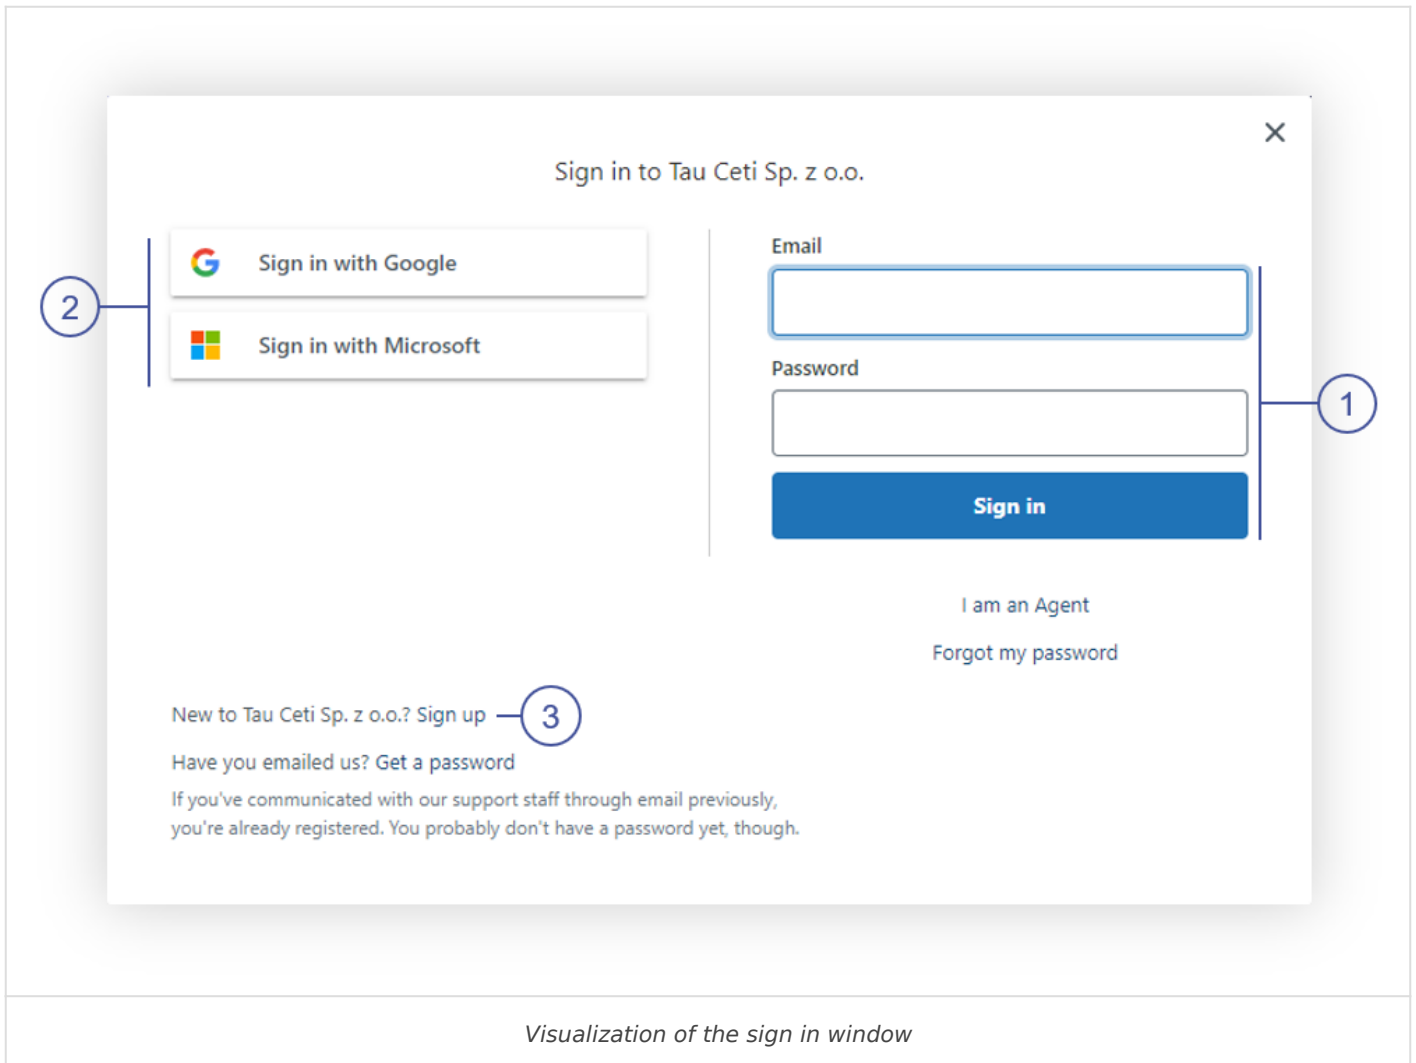 Sign in to Tau Ceti Sp. z o.o.
2
Sign in with Google
Sign in with Microsoft
Email
Password
Sign in
1
I am an Agent
Forgot my password
New to Tau Ceti Sp. z o.o.? Sign up
3
Have you emailed us? Get a password
If you've communicated with our support staff through email previously,
you're already registered. You probably don't have a password yet, though.
Visualization of the sign in window